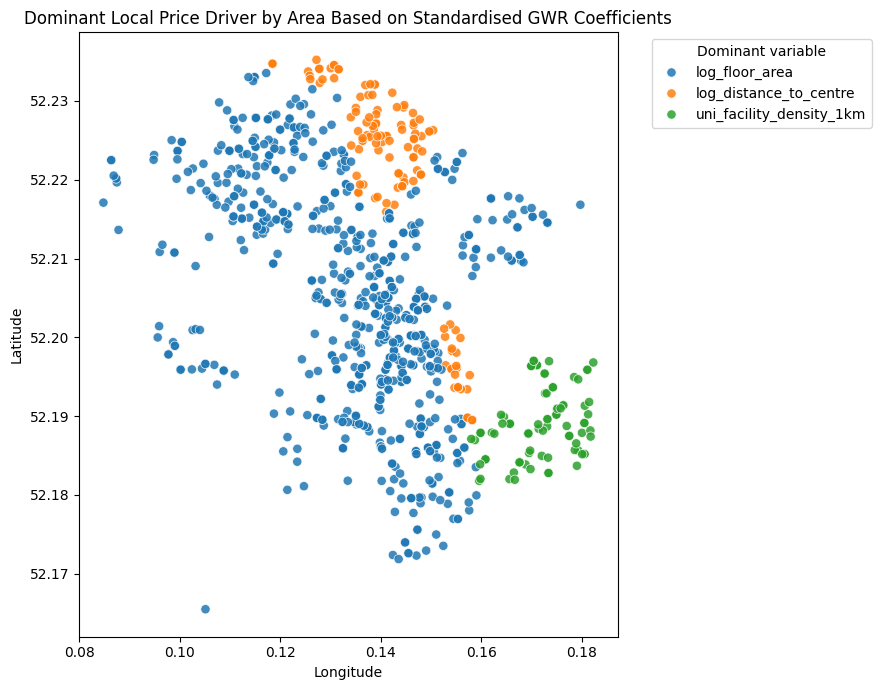 Dominant Local Price Driver by Area Based on Standardised GWR Coefficients
Dominant variable
log_floor_area
log_distance_to_centre
uni_facility_density_1km
52.23
52.22
52.21
52.20
52.19
52.18
52.17
Latitude
0.08 0.10 0.12 0.14 0.16 0.18
Longitude